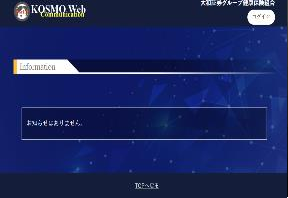 KOSMO Web
Communication
大和証券グループ健康保険組合
ログイン
Information
お知らせはありません。
TOPへ戻る